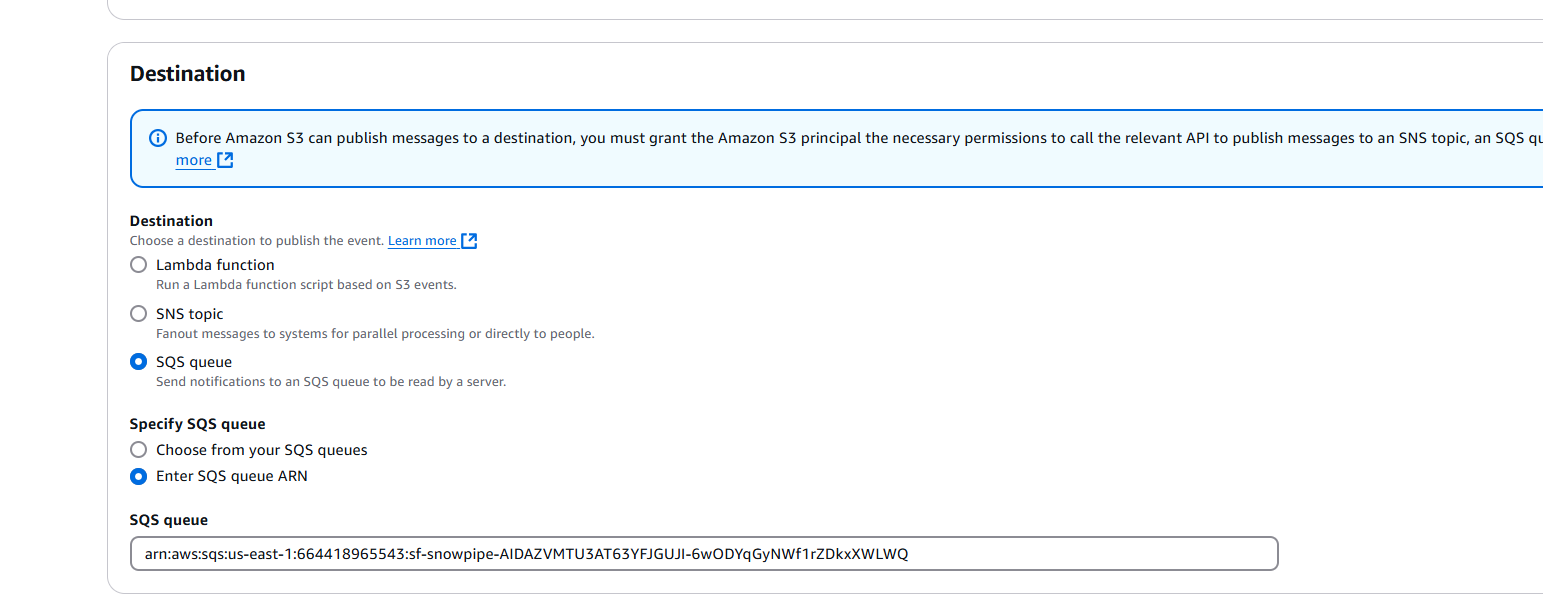 Destination
Before Amazon S3 can publish messages to a destination, you must grant the Amazon S3 principal the necessary permissions to call the relevant API to publish messages to an SNS topic, an SQS
more
Destination
Choose a destination to publish the event. Learn more
Lambda function
Run a Lambda function script based on S3 events.
SNS topic
Fanout messages to systems for parallel processing or directly to people.
SQS queue
Send notifications to an SQS queue to be read by a server.
Specify SQS queue
Choose from your SQS queues
Enter SQS queue ARN
SQS queue
arn:aws:sqs:us-east-1:664418965543:sf-snowpipe-AIDAZVMTU3AT63YFJGUJI-6wODYqGyNWf1rZDkxXWLWQ